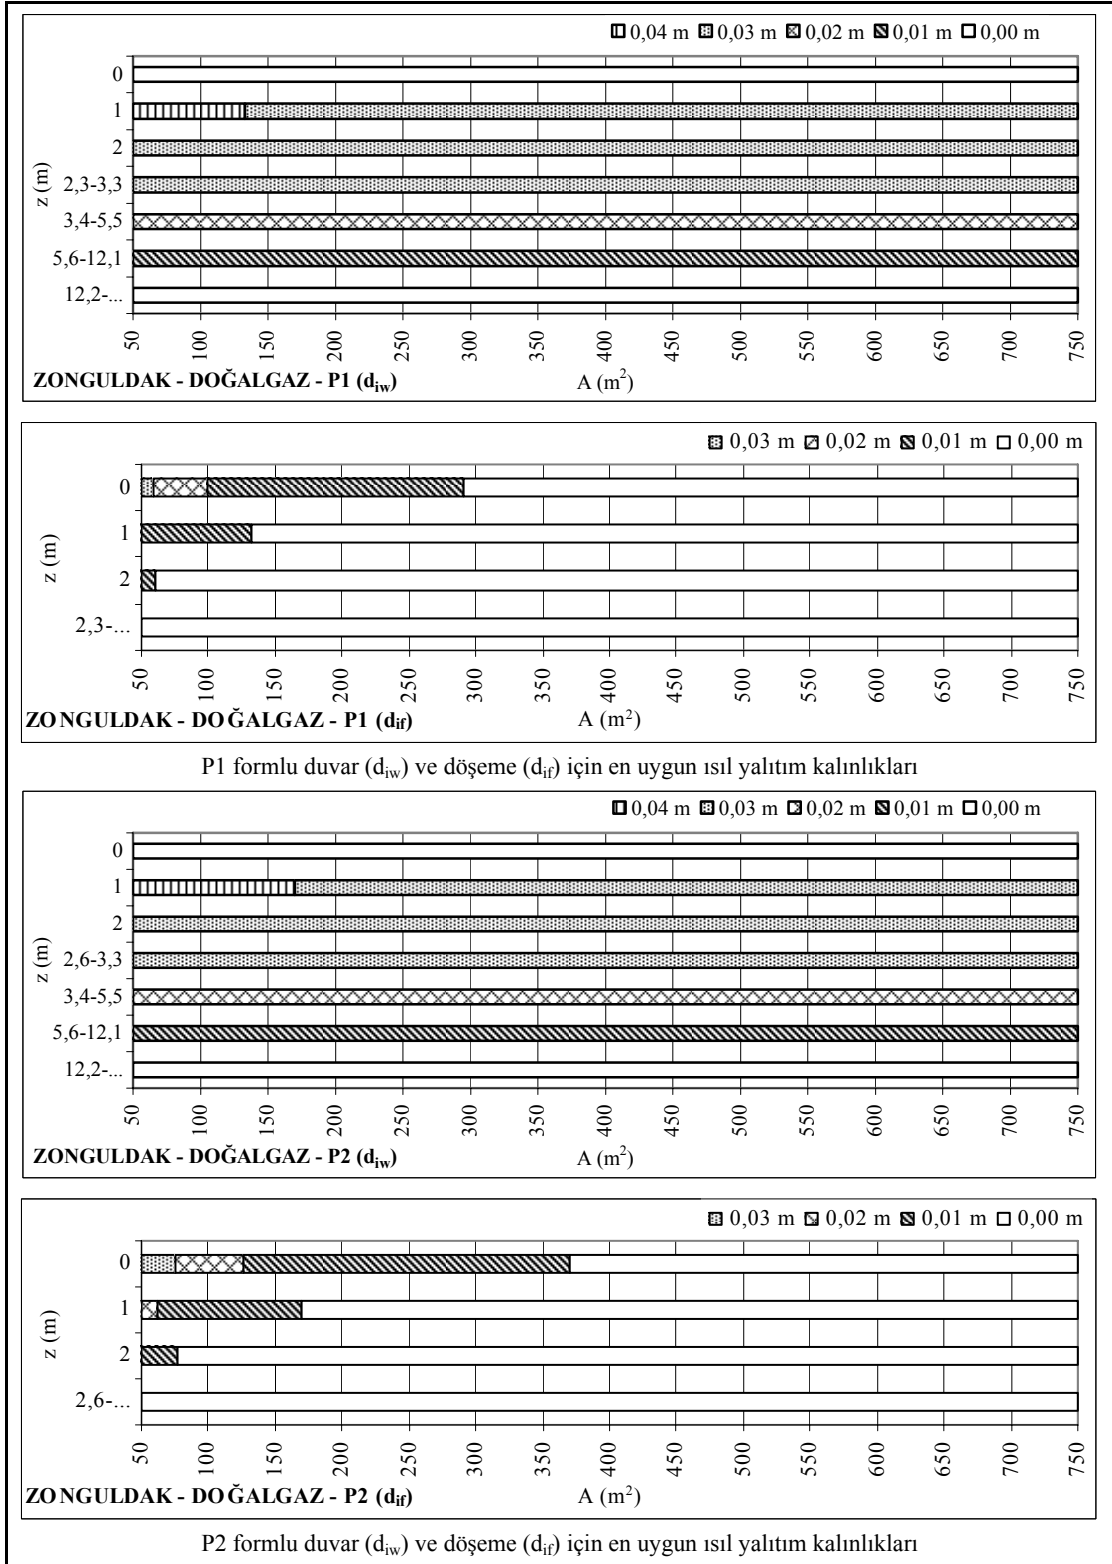 0,04 m 0,03 m 0,02 m 0,01 m 0,00 m
z (m)
0
1
2
2,3-3,3
3,4-5,5
5,6-12,1
12,2-...
50 100 150 200 250 300 350 400 450 500 550 600 650 700 750
ZONGULDAK - DOĞALGAZ - P1 (diw) A (m²)
0,03 m 0,02 m 0,01 m 0,00 m
z (m)
0
1
2
2,3-...
50 100 150 200 250 300 350 400 450 500 550 600 650 700 750
ZONGULDAK - DOĞALGAZ - P1 (dif) A (m²)
P1 formlu duvar (diw) ve döşeme (dif) için en uygun ısıl yalıtım kalınlıkları
0,04 m 0,03 m 0,02 m 0,01 m 0,00 m
z (m)
0
1
2
2,6-3,3
3,4-5,5
5,6-12,1
12,2-...
50 100 150 200 250 300 350 400 450 500 550 600 650 700 750
ZONGULDAK - DOĞALGAZ - P2 (diw) A (m²)
0,03 m 0,02 m 0,01 m 0,00 m
z (m)
0
1
2
2,6-...
50 100 150 200 250 300 350 400 450 500 550 600 650 700 750
ZONGULDAK - DOĞALGAZ - P2 (dif) A (m²)
P2 formlu duvar (diw) ve döşeme (dif) için en uygun ısıl yalıtım kalınlıkları